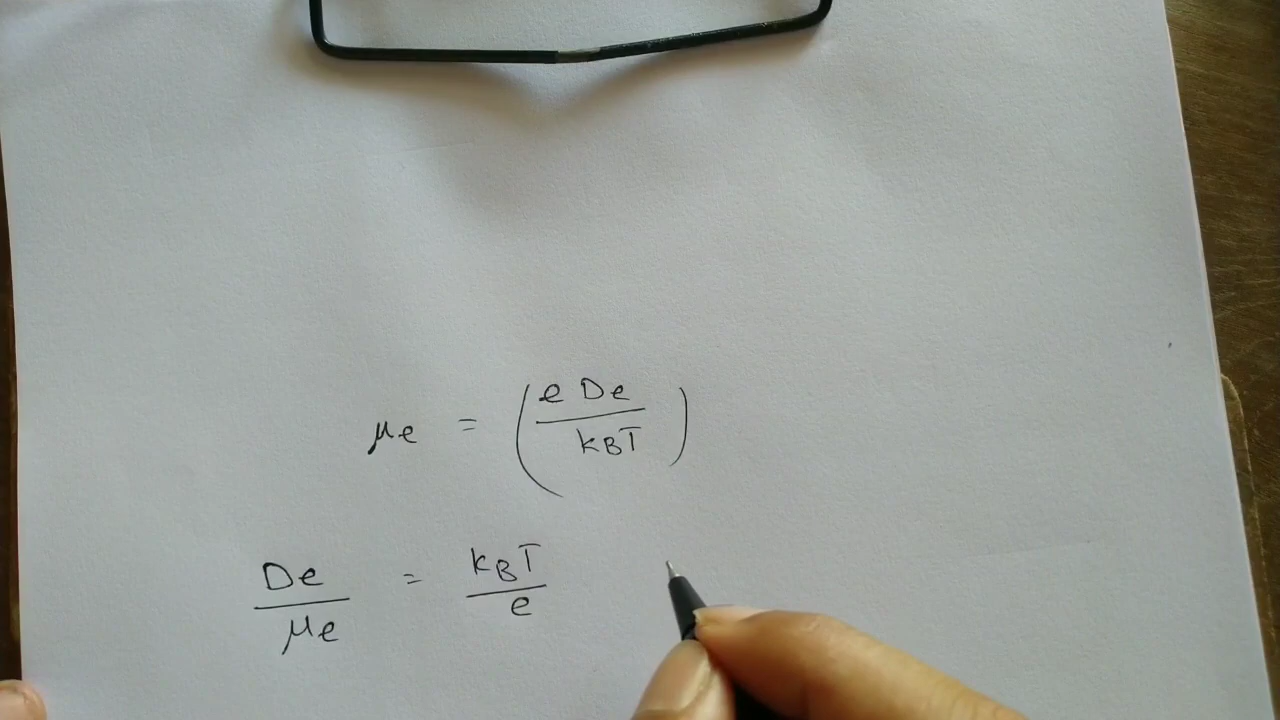 μe = (e De / kBT)
De / μe = kBT / e